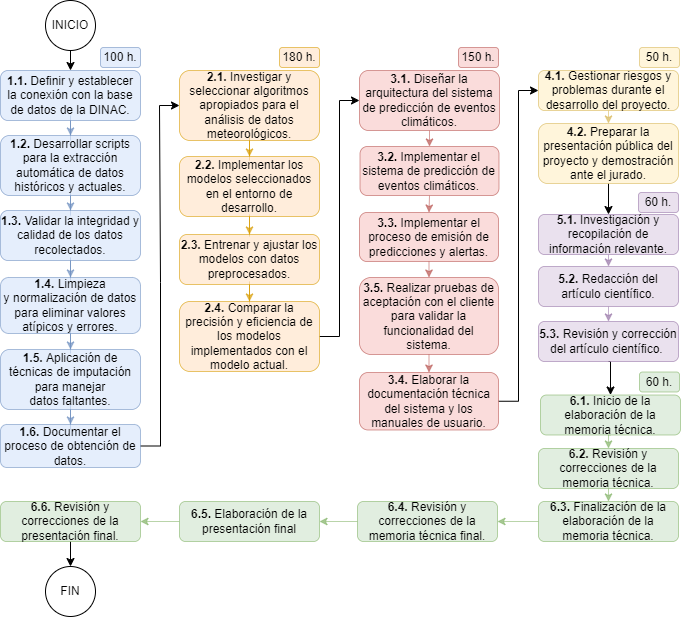 INICIO
100 h.
1.1. Definir y establecer
la conexión con la base
de datos de la DINAC.
1.2. Desarrollar scripts
para la extracción
automática de datos
históricos y actuales.
1.3. Validar la integridad y
calidad de los datos
recolectados.
1.4. Limpieza
y normalización de datos
para eliminar valores
atípicos y errores.
1.5. Aplicación de
técnicas de imputación
para manejar
datos faltantes.
1.6. Documentar el
proceso de obtención de
datos.
180 h.
2.1. Investigar y
seleccionar algoritmos
apropiados para el
análisis de datos
meteorológicos.
2.2. Implementar los
modelos seleccionados
en el entorno de
desarrollo.
2.3. Entrenar y ajustar los
modelos con datos
preprocesados.
2.4. Comparar la
precisión y eficiencia de
los modelos
implementados con el
modelo actual.
150 h.
3.1. Diseñar la
arquitectura del sistema
de predicción de eventos
climáticos.
3.2. Implementar el
sistema de predicción de
eventos climáticos.
3.3. Implementar el
proceso de emisión de
predicciones y alertas.
3.5. Realizar pruebas de
aceptación con el cliente
para validar la
funcionalidad del
sistema.
3.4. Elaborar la
documentación técnica
del sistema y los
manuales de usuario.
50 h.
4.1. Gestionar riesgos y
problemas durante el
desarrollo del proyecto.
4.2. Preparar la
presentación pública del
proyecto y demostración
ante el jurado.
60 h.
5.1. Investigación y
recopilación de
información relevante.
5.2. Redacción del
artículo científico.
5.3. Revisión y corrección
del artículo científico.
60 h.
6.1. Inicio de la
elaboración de la
memoria técnica.
6.2. Revisión y
correcciones de la
memoria técnica.
6.3. Finalización de la
elaboración de la
memoria técnica.
6.4. Revisión y
correcciones de la
memoria técnica final.
6.5. Elaboración de la
presentación final
6.6. Revisión y
correcciones de la
presentación final.
FIN